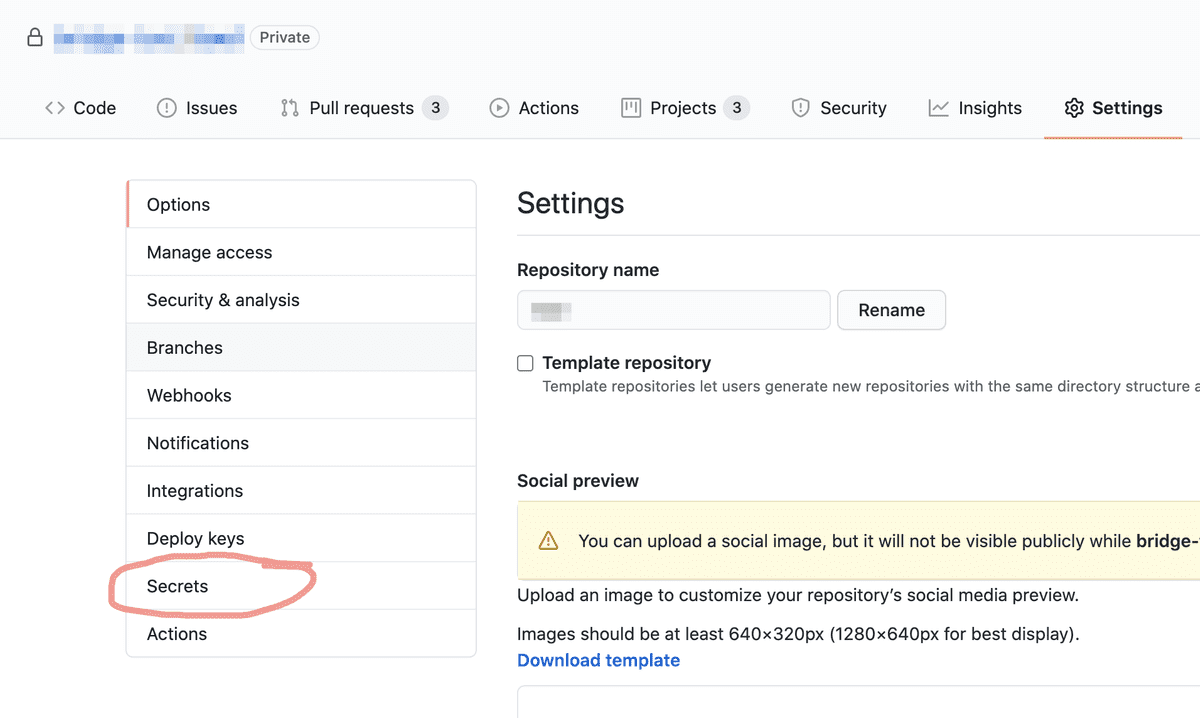 Private
Code Issues Pull requests 3 Actions Projects 3 Security Insights Settings
Options
Manage access
Security & analysis
Branches
Webhooks
Notifications
Integrations
Deploy keys
Secrets
Actions
Settings
Repository name
Rename
Template repository
Template repositories let users generate new repositories with the same directory structure
Social preview
You can upload a social image, but it will not be visible publicly while bridge-
Upload an image to customize your repository’s social media preview.
Images should be at least 640×320px (1280×640px for best display).
Download template